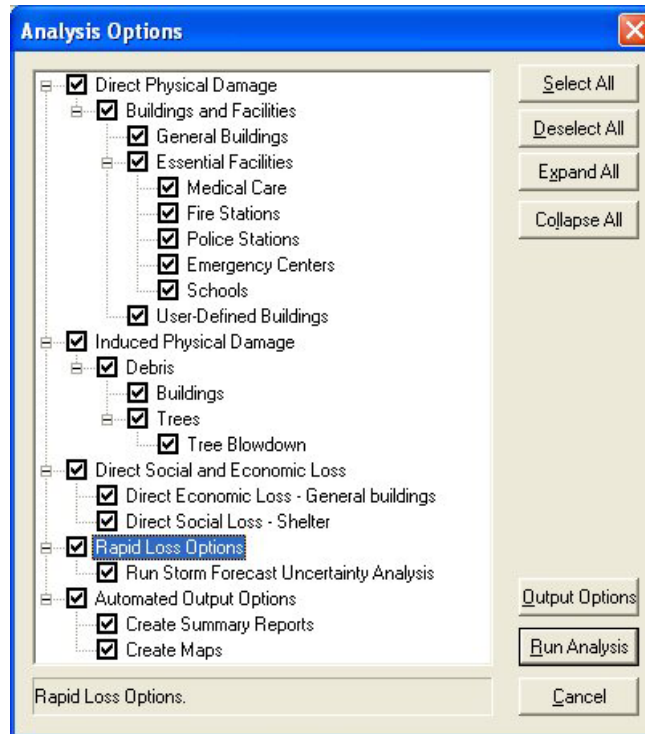 Analysis Options
Direct Physical Damage
Buildings and Facilities
General Buildings
Essential Facilities
Medical Care
Fire Stations
Police Stations
Emergency Centers
Schools
User-Defined Buildings
Induced Physical Damage
Debris
Buildings
Trees
Tree Blowdown
Direct Social and Economic Loss
Direct Economic Loss - General buildings
Direct Social Loss - Shelter
Rapid Loss Options
Run Storm Forecast Uncertainty Analysis
Automated Output Options
Create Summary Reports
Create Maps
Select All
Deselect All
Expand All
Collapse All
Output Options
Run Analysis
Rapid Loss Options.
Cancel